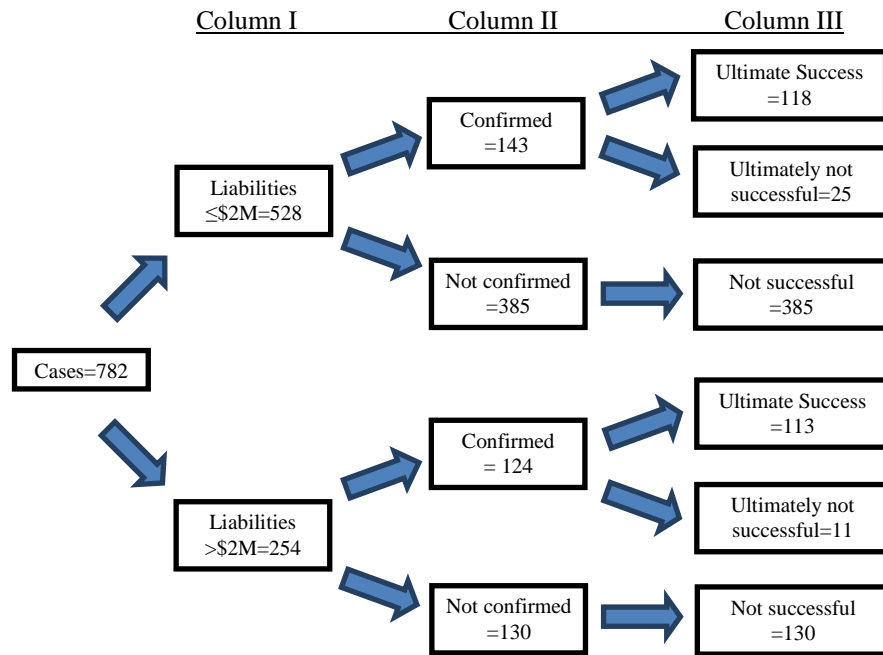 Column I
Column II
Column III
Cases=782
Liabilities
≤$2M=528
Confirmed
=143
Ultimate Success
=118
Ultimately not
successful=25
Not confirmed
=385
Not successful
=385
Liabilities
>$2M=254
Confirmed
= 124
Ultimate Success
=113
Ultimately not
successful=11
Not confirmed
=130
Not successful
=130